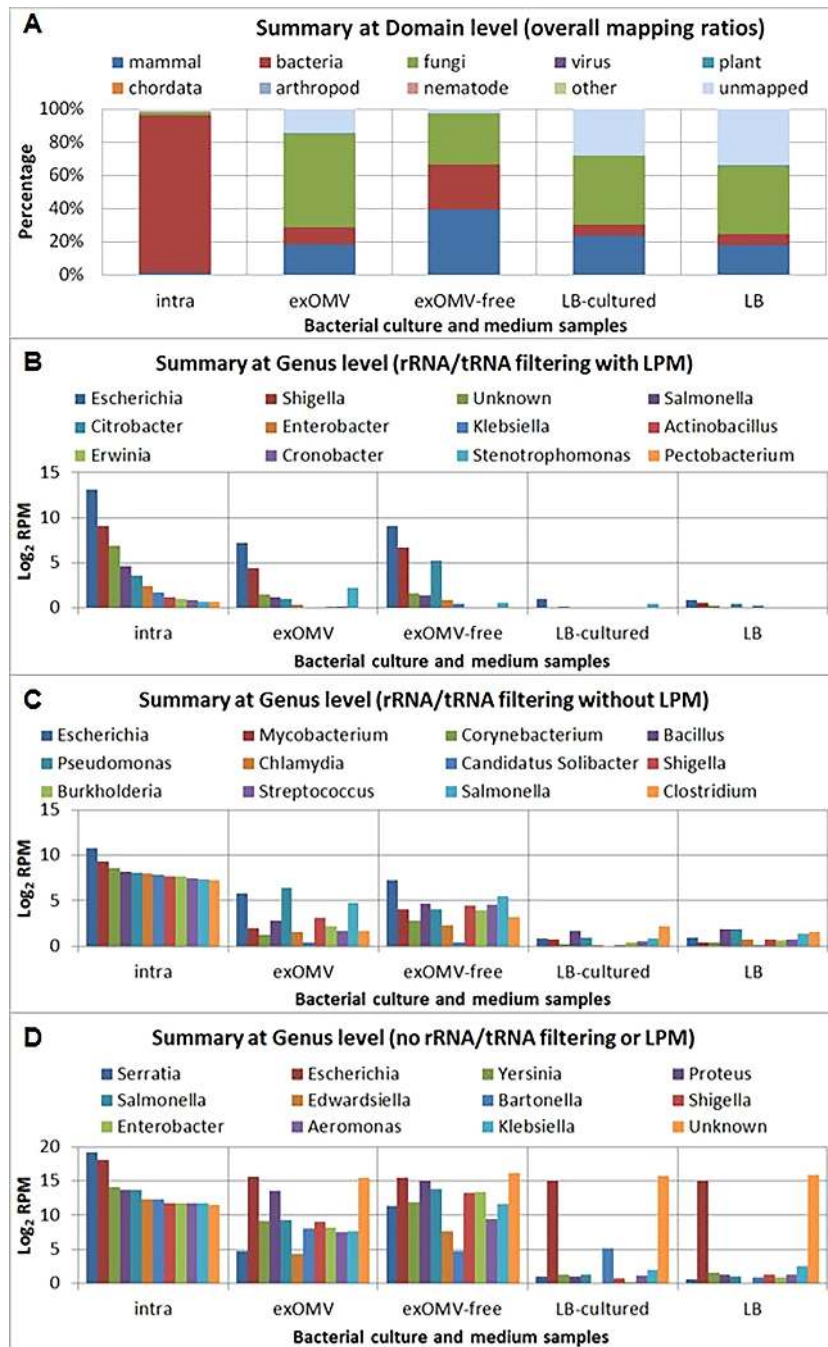 A Summary at Domain level (overall mapping ratios)
mammal bacteria fungi virus plant
chordata arthropod nematode other unmapped
100%
80%
60%
40%
20%
0%
Percentage
intra exOMV exOMV-free LB-cultured LB
Bacterial culture and medium samples
B Summary at Genus level (rRNA/tRNA filtering with LPM)
Escherichia Shigella Unknown Salmonella
Citrobacter Enterobacter Klebsiella Actinobacillus
Erwinia Cronobacter Stenotrophomonas Pectobacterium
15
10
5
0
Log2 RPM
intra exOMV exOMV-free LB-cultured LB
Bacterial culture and medium samples
C Summary at Genus level (rRNA/tRNA filtering without LPM)
Escherichia Mycobacterium Corynebacterium Bacillus
Pseudomonas Chlamydia Candidatus Solibacter Shigella
Burkholderia Streptococcus Salmonella Clostridium
15
10
5
0
Log2 RPM
intra exOMV exOMV-free LB-cultured LB
Bacterial culture and medium samples
D Summary at Genus level (no rRNA/tRNA filtering or LPM)
Serratia Escherichia Yersinia Proteus
Salmonella Edwardsiella Bartonella Shigella
Enterobacter Aeromonas Klebsiella Unknown
20
15
10
5
0
Log2 RPM
intra exOMV exOMV-free LB-cultured LB
Bacterial culture and medium samples